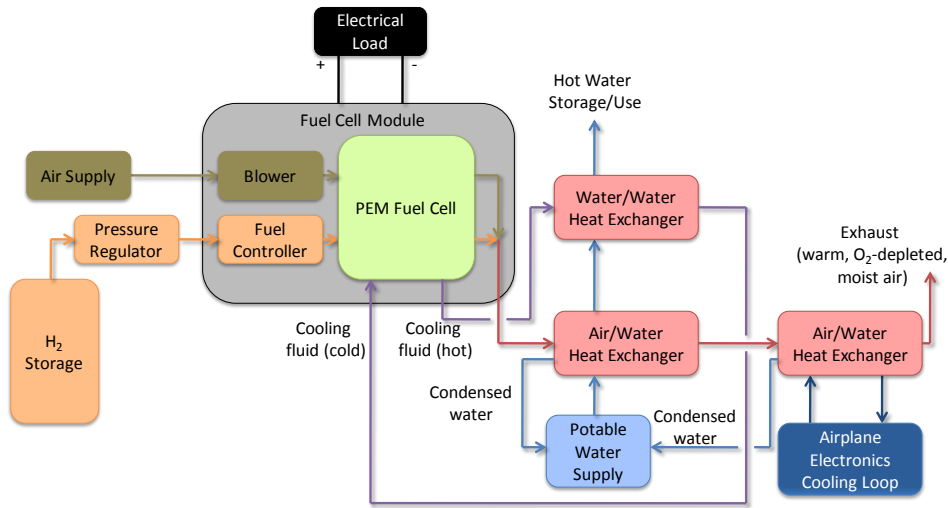 Electrical
Load
+
-
Fuel Cell Module
Hot Water
Storage/Use
Air Supply
Blower
PEM Fuel Cell
Water/Water
Heat Exchanger
Pressure
Regulator
Fuel
Controller
Exhaust
(warm, O₂-depleted,
moist air)
H₂
Storage
Cooling
fluid (cold)
Cooling
fluid (hot)
Air/Water
Heat Exchanger
Air/Water
Heat Exchanger
Condensed
water
Potable
Water
Supply
Condensed
water
Airplane
Electronics
Cooling Loop